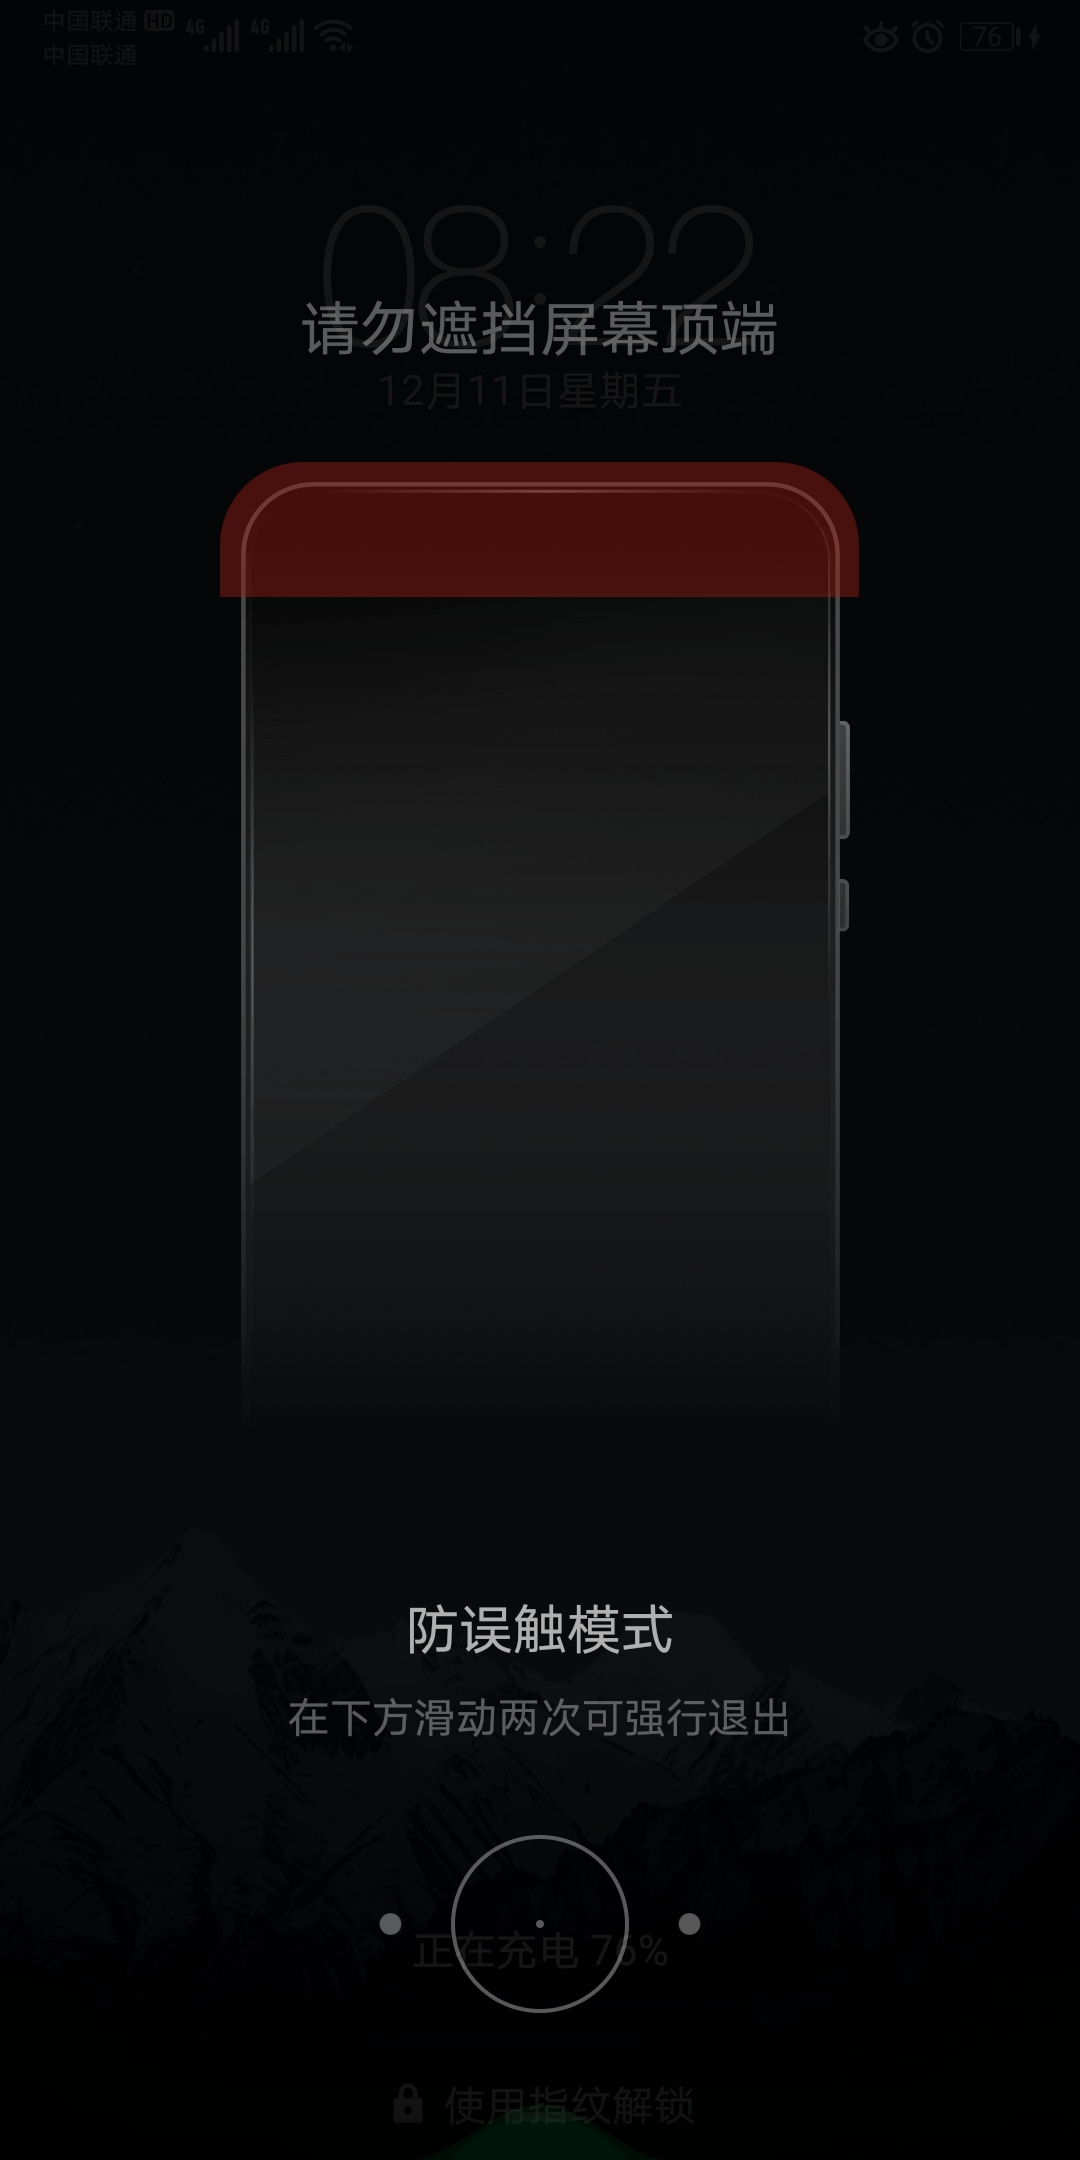 中国联通 HD 4G 4G 76
中国联通
08:22
请勿遮挡屏幕顶端
12月11日星期五
防误触模式
在下方滑动两次可强行退出
正在充电 76%
使用指纹解锁